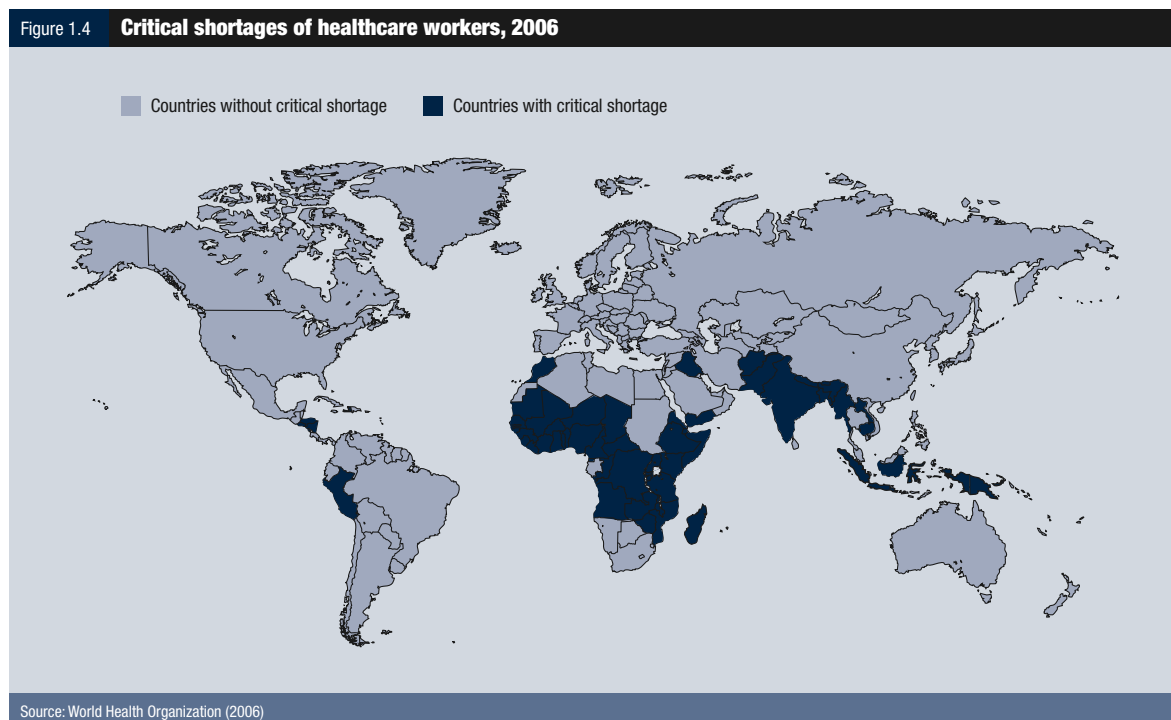 Figure 1.4 Critical shortages of healthcare workers, 2006
Countries without critical shortage Countries with critical shortage
Source: World Health Organization (2006)